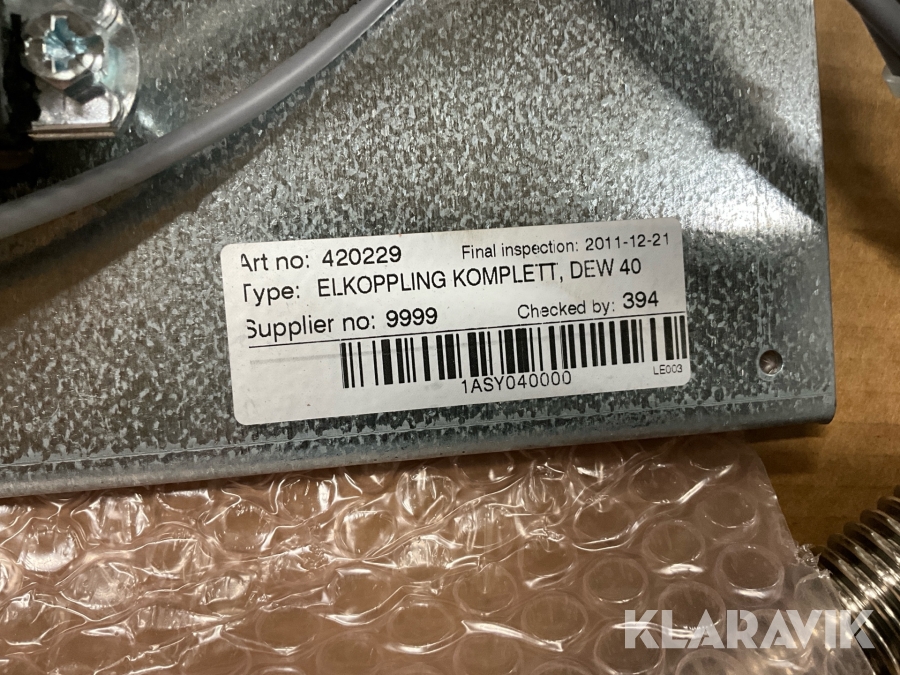 Art no: 420229 Final inspection: 2011-12-21
Type: ELKOPPLING KOMPLETT, DEW 40
Supplier no: 9999 Checked by: 394
1ASY040000 LE003
KLARAVIK